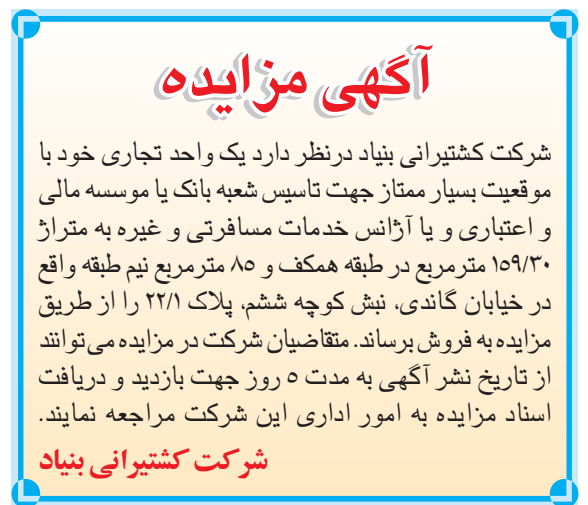 آگهی مزایده
شرکت کشتیرانی بنیاد درنظر دارد یک واحد تجاری خود با
موقعیت بسیار ممتاز جهت تاسیس شعبه بانک یا موسسه مالی
و اعتباری و یا آژانس خدمات مسافرتی و غیره به متراژ
۱۵۹/۳۰ مترمربع در طبقه همکف و ۸۵ مترمربع نیم طبقه واقع
در خیابان گاندی، نبش کوچه ششم، پلاک ۲۲/۱ را از طریق
مزایده به فروش برساند. متقاضیان شرکت در مزایده می‌توانند
از تاریخ نشر آگهی به مدت ۵ روز جهت بازدید و دریافت
اسناد مزایده به امور اداری این شرکت مراجعه نمایند.
شرکت کشتیرانی بنیاد